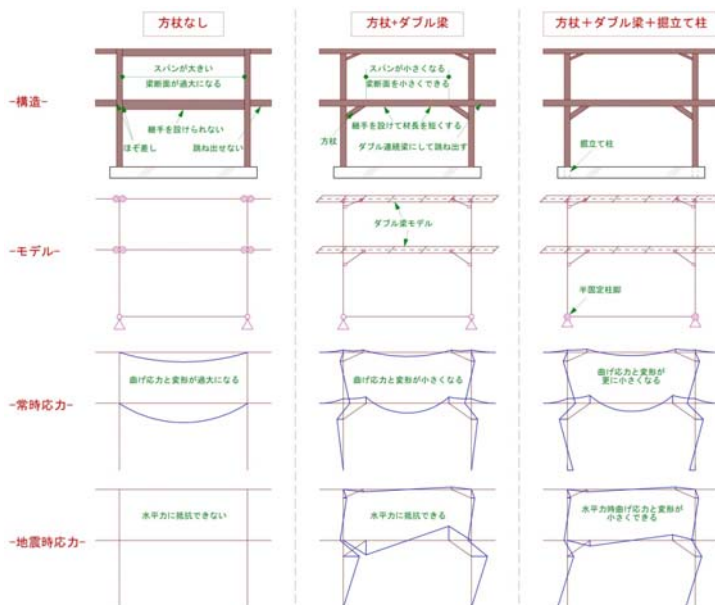 方杖なし
方杖+ダブル梁
方杖＋ダブル梁＋掘立て柱
-構造-
スパンが大きい
梁断面が過大になる
継手を設けられない
ほぞ差し
跳ね出せない
スパンが小さくなる
梁断面を小さくできる
方杖
継手を設けて材長を短くする
ダブル連続梁にして跳ね出す
掘立て柱
-モデル-
ダブル梁モデル
半固定柱脚
-常時応力-
曲げ応力と変形が過大になる
曲げ応力と変形が小さくなる
曲げ応力と変形が
更に小さくなる
-地震時応力-
水平力に抵抗できない
水平力に抵抗できる
水平力時曲げ応力と変形が
小さくできる